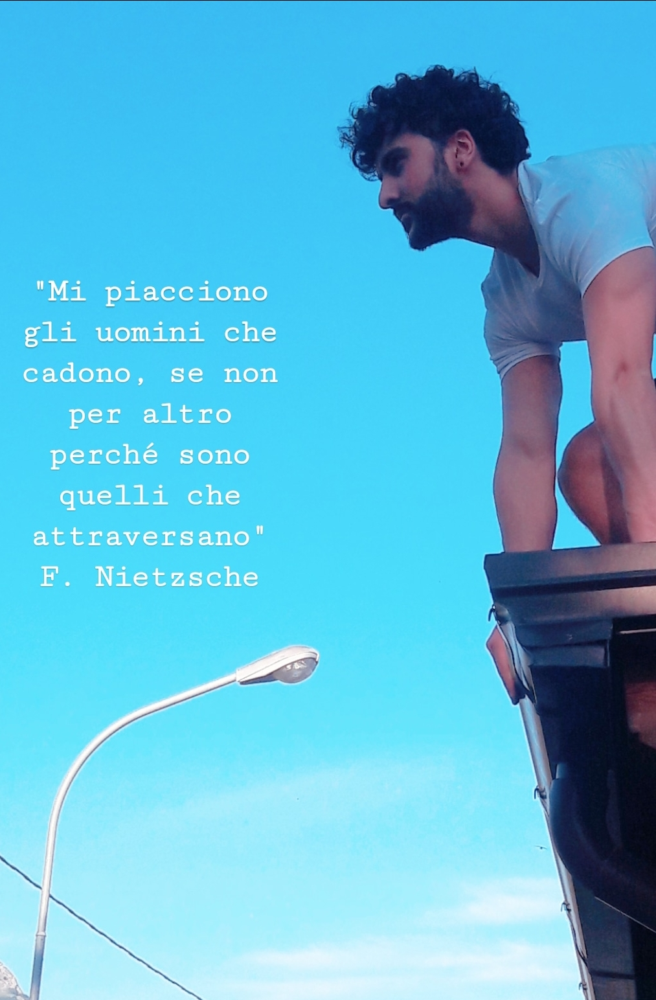 "Mi piacciono
gli uomini che
cadono, se non
per altro
perché sono
quelli che
attraversano"
F. Nietzsche